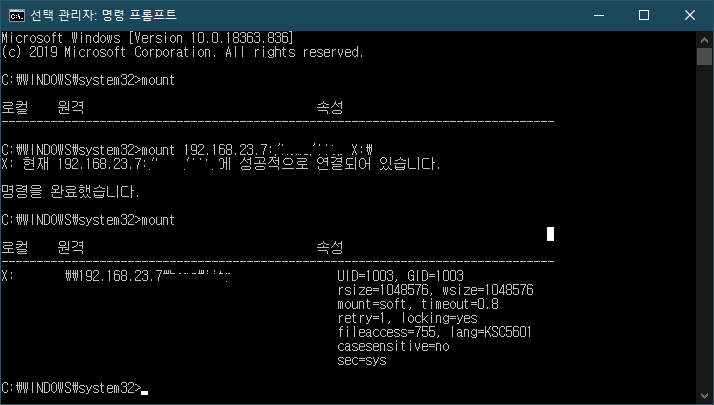 선택 관리자: 명령 프롬프트
Microsoft Windows [Version 10.0.18363.836]
(c) 2019 Microsoft Corporation. All rights reserved.
C:\WINDOWS\system32>mount
로컬 원격 속성
-------------------------------------------------------------------------------
C:\WINDOWS\system32>mount 192.168.23.7: X:\
X: 현재 192.168.23.7: 에 성공적으로 연결되어 있습니다.
명령을 완료했습니다.
C:\WINDOWS\system32>mount
로컬 원격 속성
-------------------------------------------------------------------------------
X: \\192.168.23.7\ UID=1003, GID=1003
rsize=1048576, wsize=1048576
mount=soft, timeout=0.8
retry=1, locking=yes
fileaccess=755, lang=KSC5601
casesensitive=no
sec=sys
C:\WINDOWS\system32>